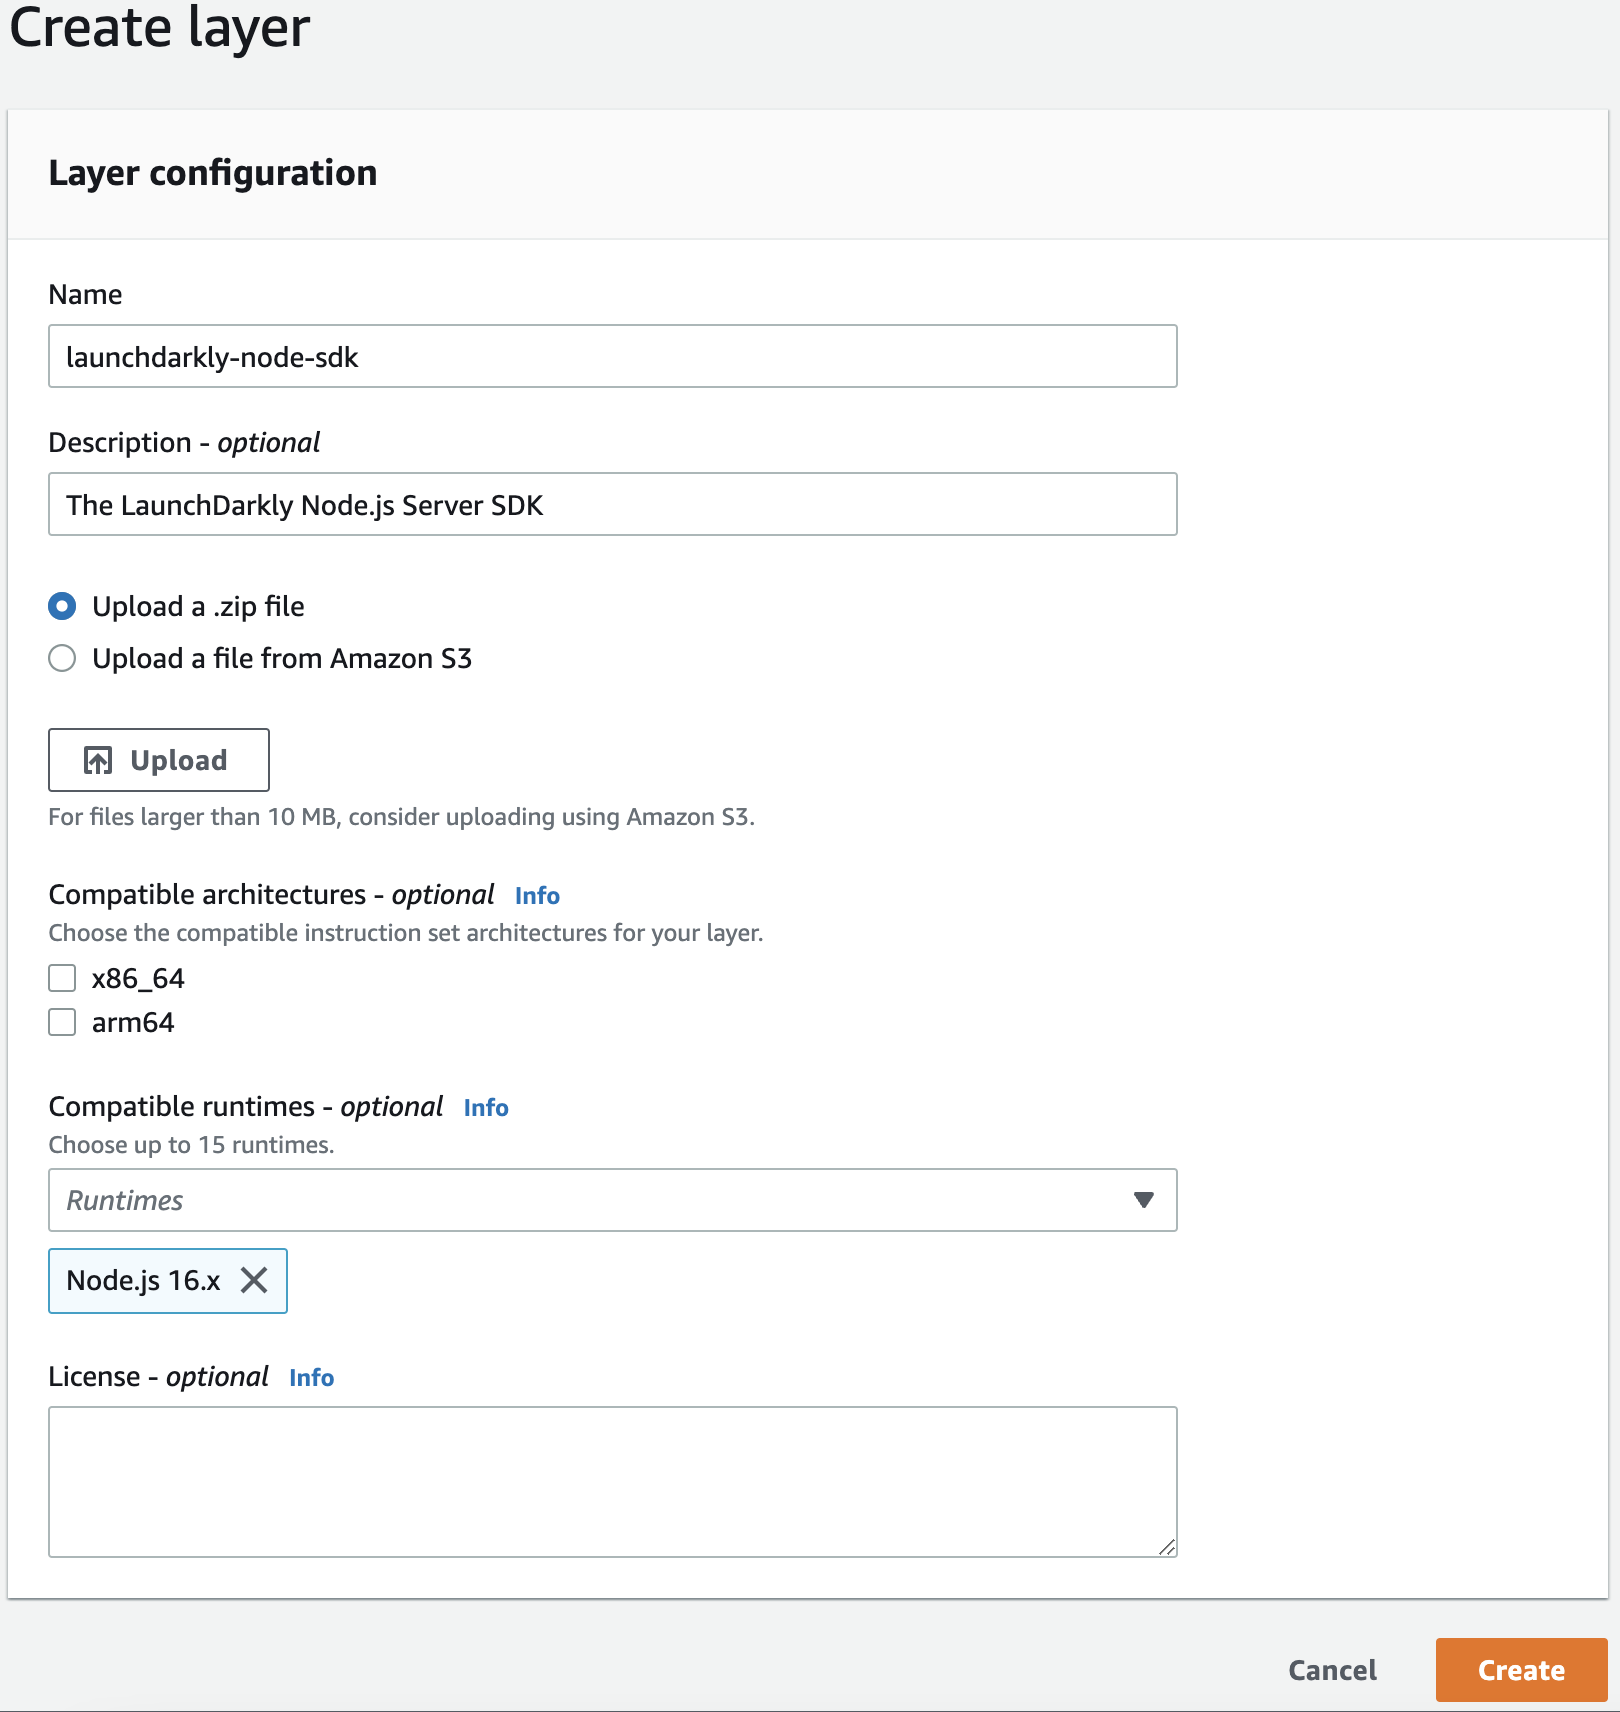 Create layer
Layer configuration
Name
launchdarkly-node-sdk
Description - optional
The LaunchDarkly Node.js Server SDK
Upload a .zip file
Upload a file from Amazon S3
Upload
For files larger than 10 MB, consider uploading using Amazon S3.
Compatible architectures - optional Info
Choose the compatible instruction set architectures for your layer.
x86_64
arm64
Compatible runtimes - optional Info
Choose up to 15 runtimes.
Runtimes
Node.js 16.x
License - optional Info
Cancel Create